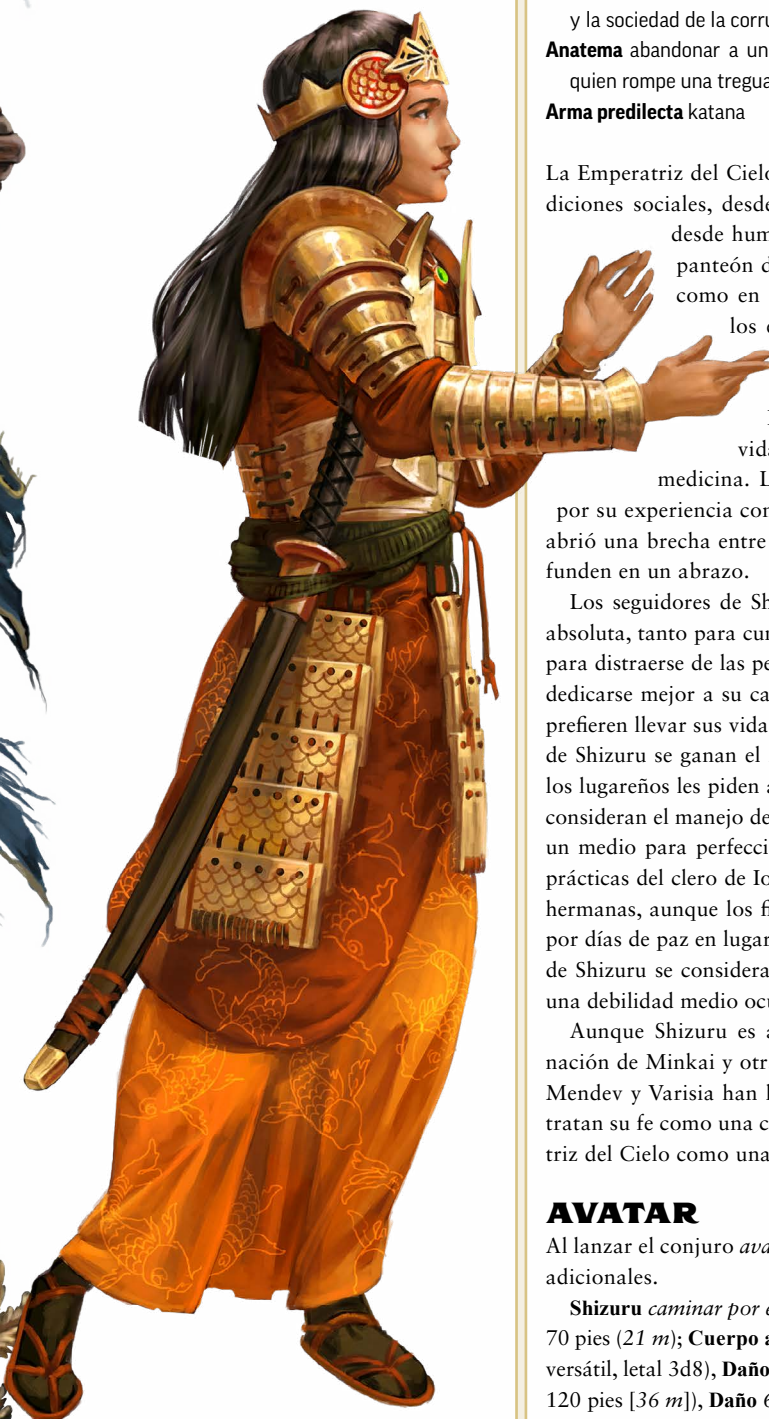 y la sociedad de la corru
Anatema abandonar a un
quien rompe una tregua
Arma predilecta katana
La Emperatriz del Cielo
diciones sociales, desde
desde hum
panteón d
como en
los
vida
medicina. L
por su experiencia con
abrió una brecha entre
funden en un abrazo.
Los seguidores de Sh
absoluta, tanto para cur
para distraerse de las pe
dedicarse mejor a su ca
prefieren llevar sus vida
de Shizuru se ganan el
los lugareños les piden a
consideran el manejo de
un medio para perfecci
prácticas del clero de Io
hermanas, aunque los fi
por días de paz en lugar
de Shizuru se considera
una debilidad medio ocu
Aunque Shizuru es a
nación de Minkai y otr
Mendev y Varisia han
tratan su fe como una c
triz del Cielo como una
AVATAR
Al lanzar el conjuro ava
adicionales.
Shizuru caminar por e
70 pies (21 m); Cuerpo a
versátil, letal 3d8), Daño
120 pies [36 m]), Daño 6